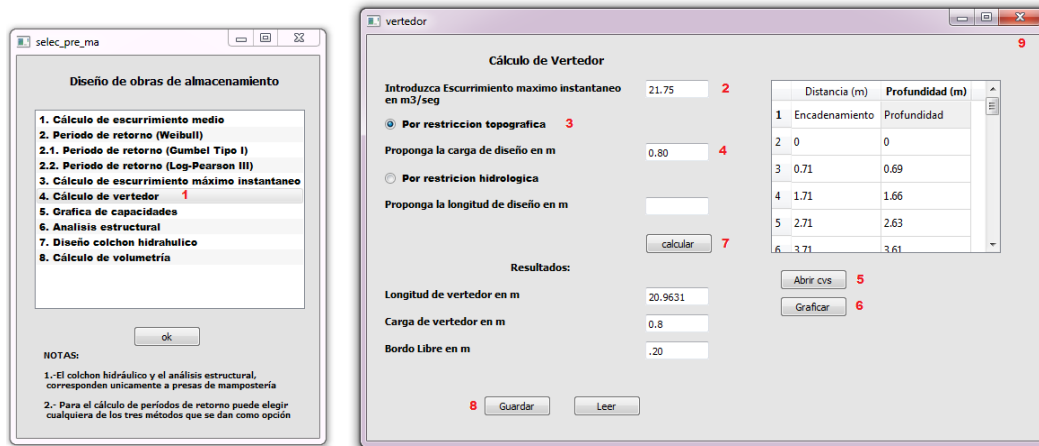 selec_pre_ma
Diseño de obras de almacenamiento
1. Cálculo de escurrimiento medio
2. Periodo de retorno (Weibull)
2.1. Periodo de retorno (Gumbel Tipo I)
2.2. Periodo de retorno (Log-Pearson III)
3. Cálculo de escurrimiento máximo instantaneo
4. Cálculo de vertedor 1
5. Grafica de capacidades
6. Analisis estructural
7. Diseño colchon hidrahulico
8. Cálculo de volumetría
ok
NOTAS:
1.-El colchon hidráulico y el análisis estructural,
corresponden unicamente a presas de mampostería
2.- Para el cálculo de períodos de retorno puede elegir
cualquiera de los tres métodos que se dan como opción
vertedor
9
Cálculo de Vertedor
Introduzca Escurrimiento maximo instantaneo
en m3/seg
21.75 2
Por restriccion topografica 3
Proponga la carga de diseño en m 0.80 4
Por restricion hidrologica
Proponga la longitud de diseño en m
calcular 7
Resultados:
Longitud de vertedor en m 20.9631
Carga de vertedor en m 0.8
Bordo Libre en m .20
8 Guardar Leer
Distancia (m) Profundidad (m)
1 Encadenamiento Profundidad
2 0 0
3 0.71 0.69
4 1.71 1.66
5 2.71 2.63
6 3.71 3.61
Abrir cvs 5
Graficar 6